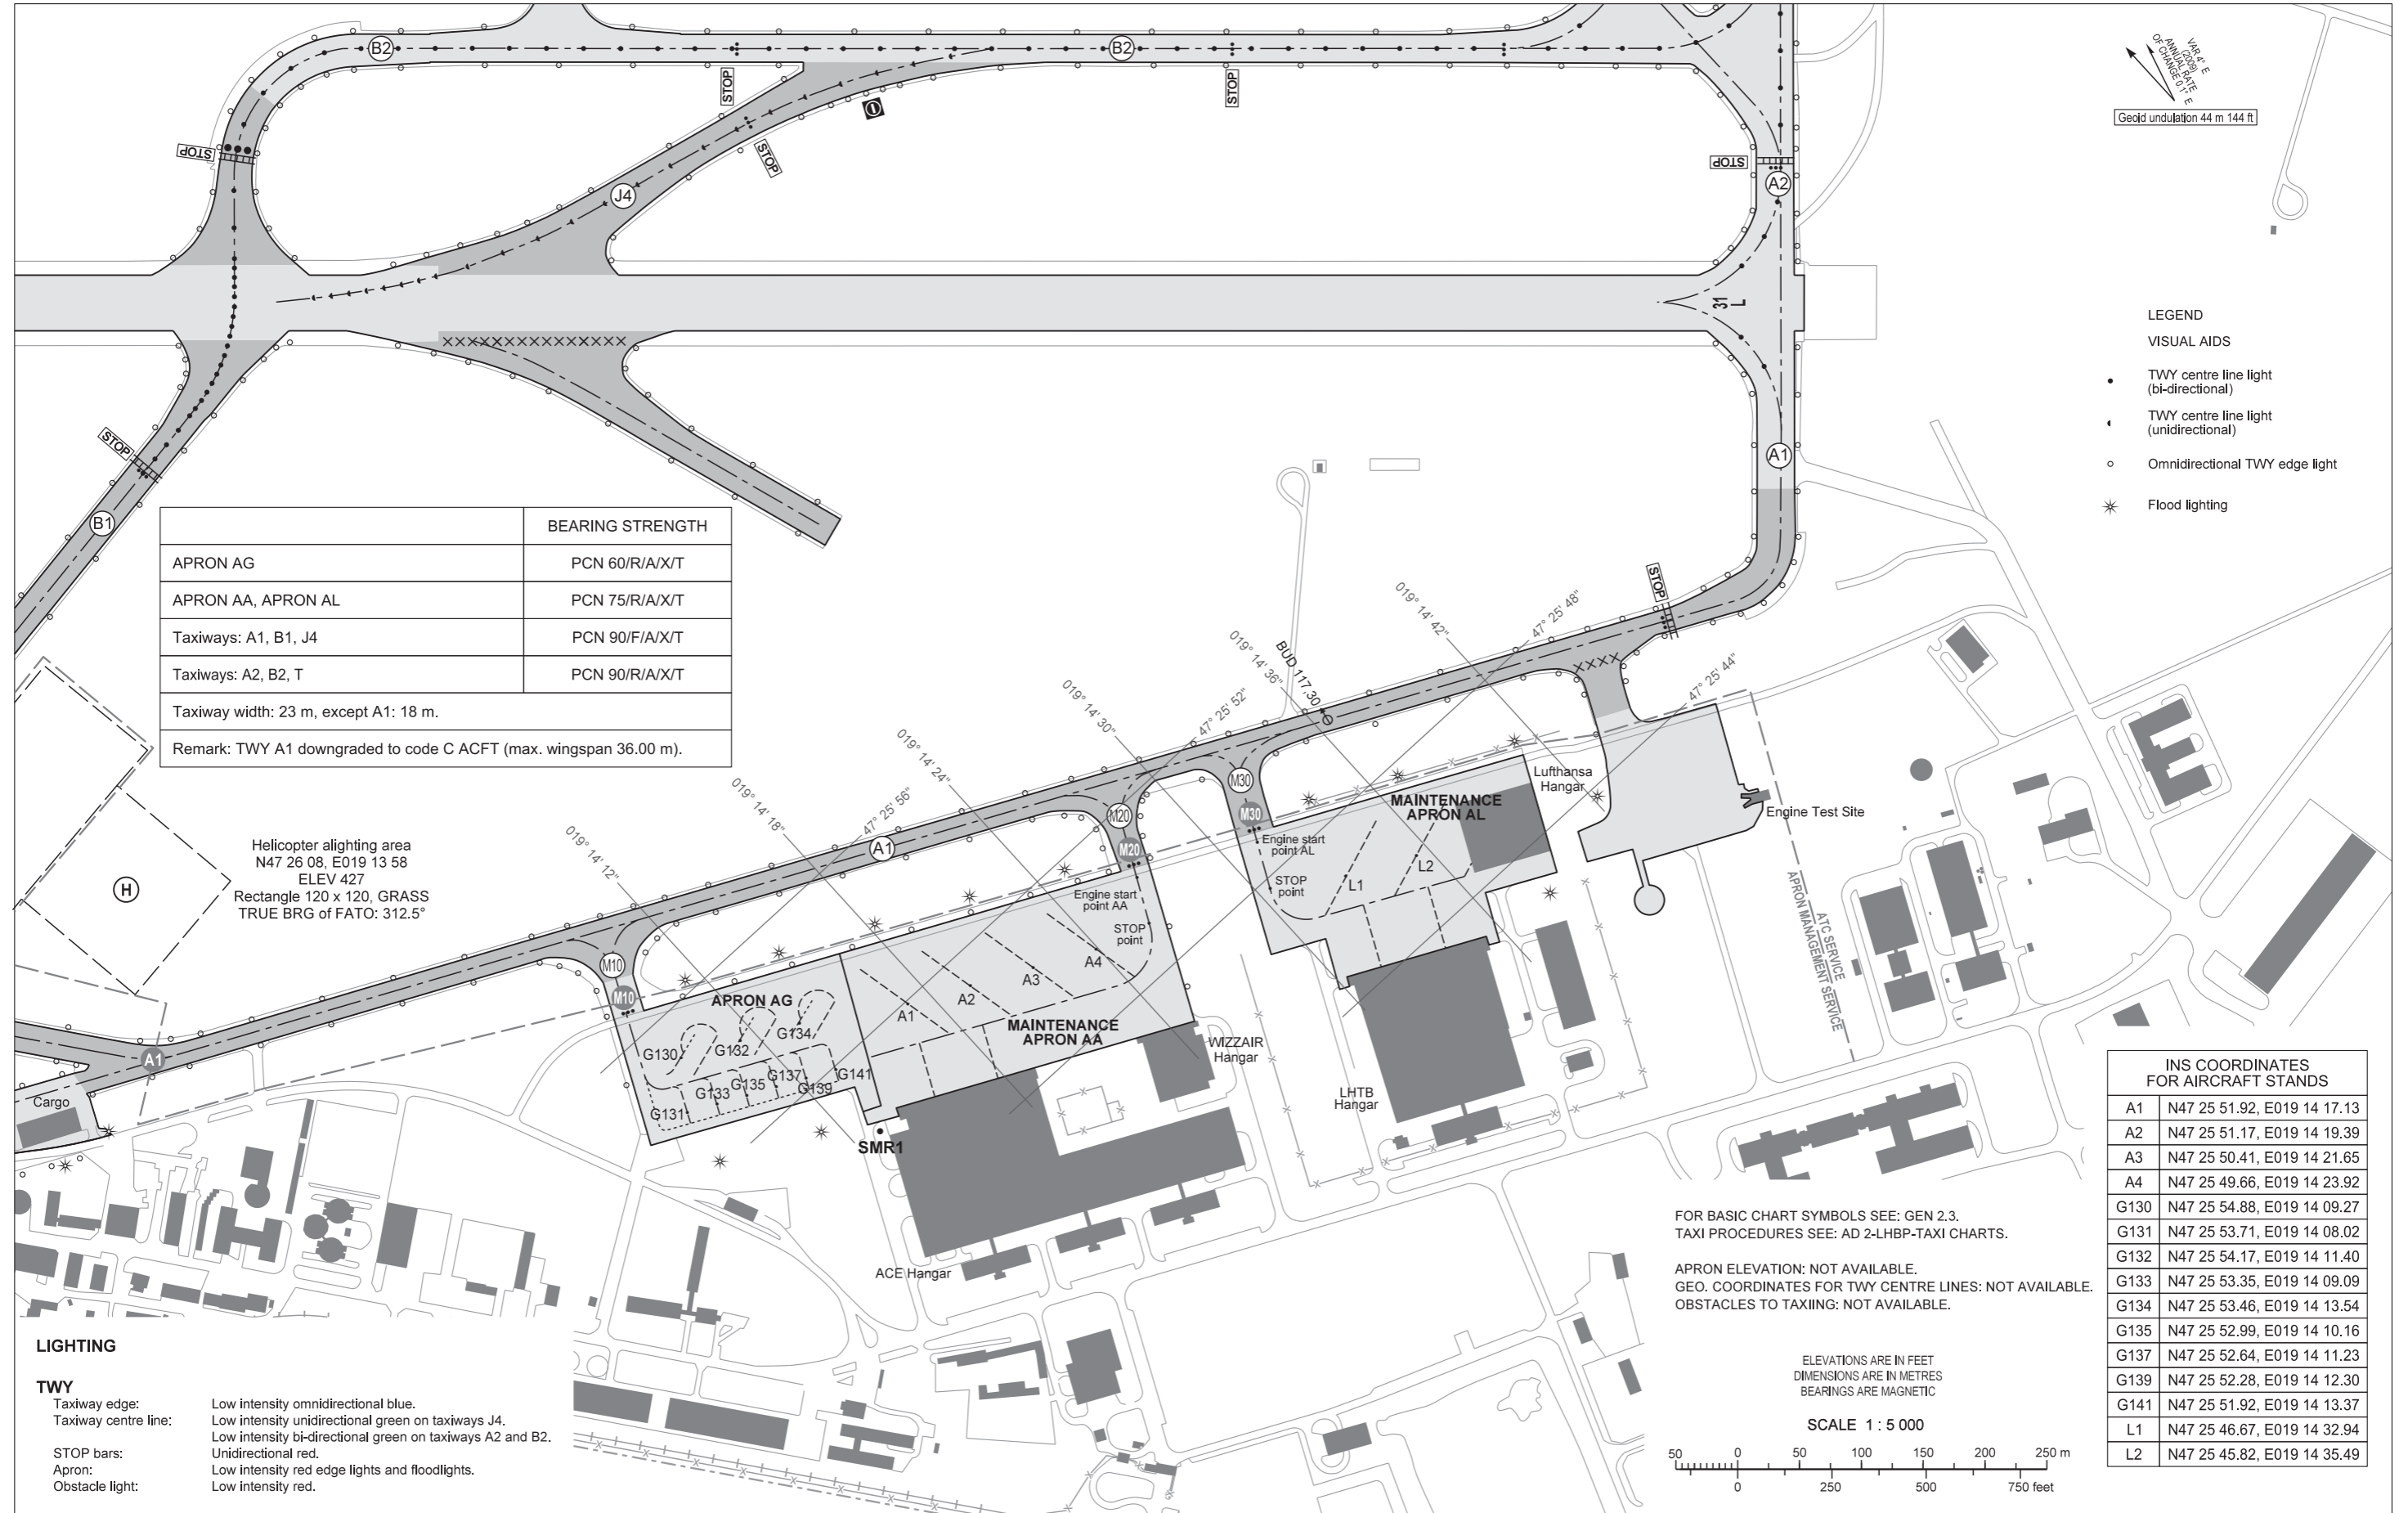 B2
B2
STOP
STOP
STOP
STOP
J4
STOP
A2
VAR 4° E
(2009)
ANNUAL RATE
OF CHANGE 0.1° E
Geoid undulation 44 m 144 ft
31
L
LEGEND
VISUAL AIDS
TWY centre line light
(bi-directional)
TWY centre line light
(unidirectional)
Omnidirectional TWY edge light
Flood lighting
STOP
B1
A1
STOP
BEARING STRENGTH
APRON AG PCN 60/R/A/X/T
APRON AA, APRON AL PCN 75/R/A/X/T
Taxiways: A1, B1, J4 PCN 90/F/A/X/T
Taxiways: A2, B2, T PCN 90/R/A/X/T
Taxiway width: 23 m, except A1: 18 m.
Remark: TWY A1 downgraded to code C ACFT (max. wingspan 36.00 m).
019° 14' 42"
47° 25' 48"
019° 14' 36"
BUD 117,30
47° 25' 44"
019° 14' 30"
47° 25' 52"
019° 14' 24"
019° 14' 18"
47° 25' 56"
019° 14' 12"
Helicopter alighting area
N47 26 08, E019 13 58
ELEV 427
Rectangle 120 x 120, GRASS
TRUE BRG of FATO: 312.5°
H
A1
M30
M30
M20
M20
M10
M10
A1
Lufthansa
Hangar
MAINTENANCE
APRON AL
Engine Test Site
Engine start
point AL
STOP
point
L1
L2
Engine start
point AA
STOP
point
A4
A3
A2
A1
MAINTENANCE
APRON AA
APRON AG
G134
G132
G130
G141
G137
G139
G135
G133
G131
ATC SERVICE
APRON MANAGEMENT SERVICE
Cargo
WIZZAIR
Hangar
LHTB
Hangar
SMR1
ACE Hangar
INS COORDINATES
FOR AIRCRAFT STANDS
A1 N47 25 51.92, E019 14 17.13
A2 N47 25 51.17, E019 14 19.39
A3 N47 25 50.41, E019 14 21.65
A4 N47 25 49.66, E019 14 23.92
G130 N47 25 54.88, E019 14 09.27
G131 N47 25 53.71, E019 14 08.02
G132 N47 25 54.17, E019 14 11.40
G133 N47 25 53.35, E019 14 09.09
G134 N47 25 53.46, E019 14 13.54
G135 N47 25 52.99, E019 14 10.16
G137 N47 25 52.64, E019 14 11.23
G139 N47 25 52.28, E019 14 12.30
G141 N47 25 51.92, E019 14 13.37
L1 N47 25 46.67, E019 14 32.94
L2 N47 25 45.82, E019 14 35.49
FOR BASIC CHART SYMBOLS SEE: GEN 2.3.
TAXI PROCEDURES SEE: AD 2-LHBP-TAXI CHARTS.
APRON ELEVATION: NOT AVAILABLE.
GEO. COORDINATES FOR TWY CENTRE LINES: NOT AVAILABLE.
OBSTACLES TO TAXIING: NOT AVAILABLE.
ELEVATIONS ARE IN FEET
DIMENSIONS ARE IN METRES
BEARINGS ARE MAGNETIC
SCALE 1 : 5 000
50 0 50 100 150 200 250 m
0 250 500 750 feet
LIGHTING
TWY
Taxiway edge: Low intensity omnidirectional blue.
Taxiway centre line: Low intensity unidirectional green on taxiways J4.
Low intensity bi-directional green on taxiways A2 and B2.
STOP bars: Unidirectional red.
Apron: Low intensity red edge lights and floodlights.
Obstacle light: Low intensity red.